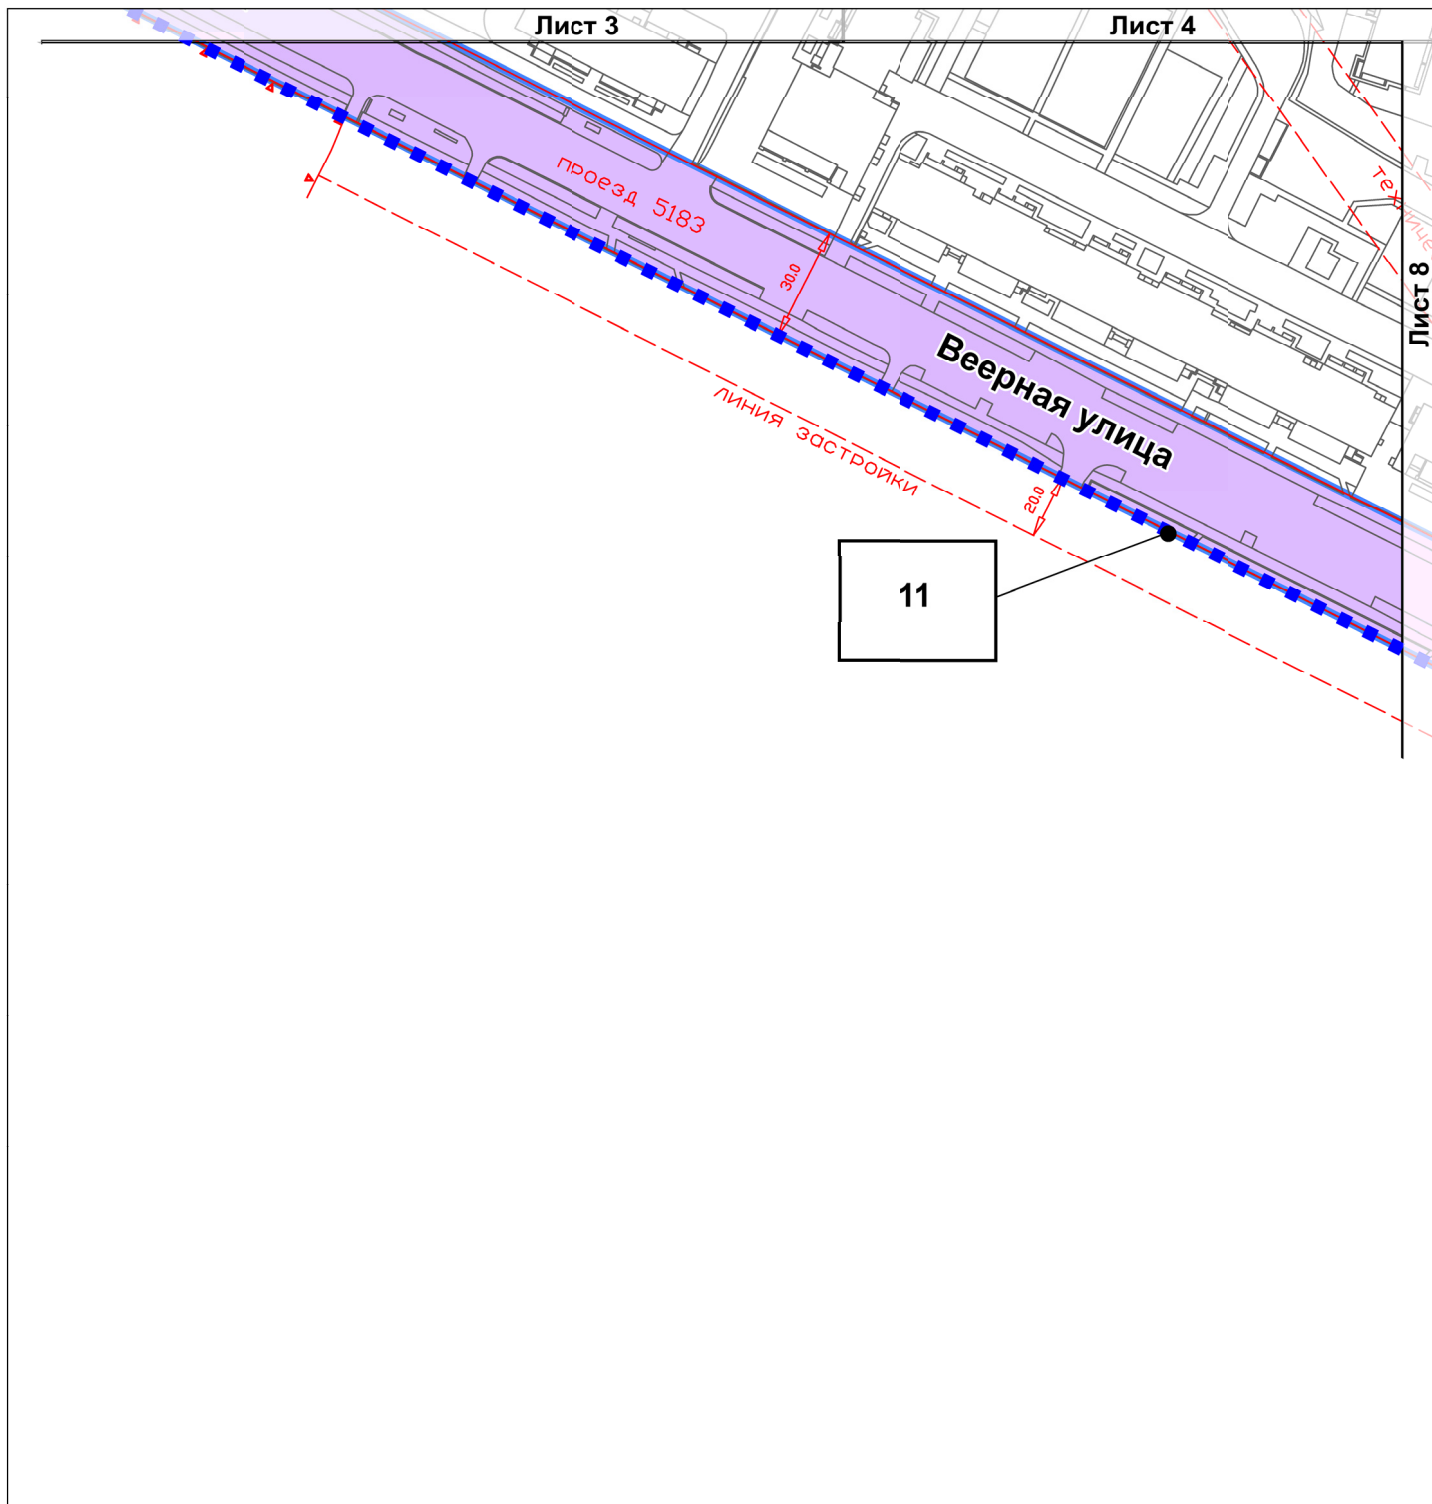 Лист 3
Лист 4
проезд 5183
30.0
Лист 8
Веерная улица
линия застройки
20.0
11